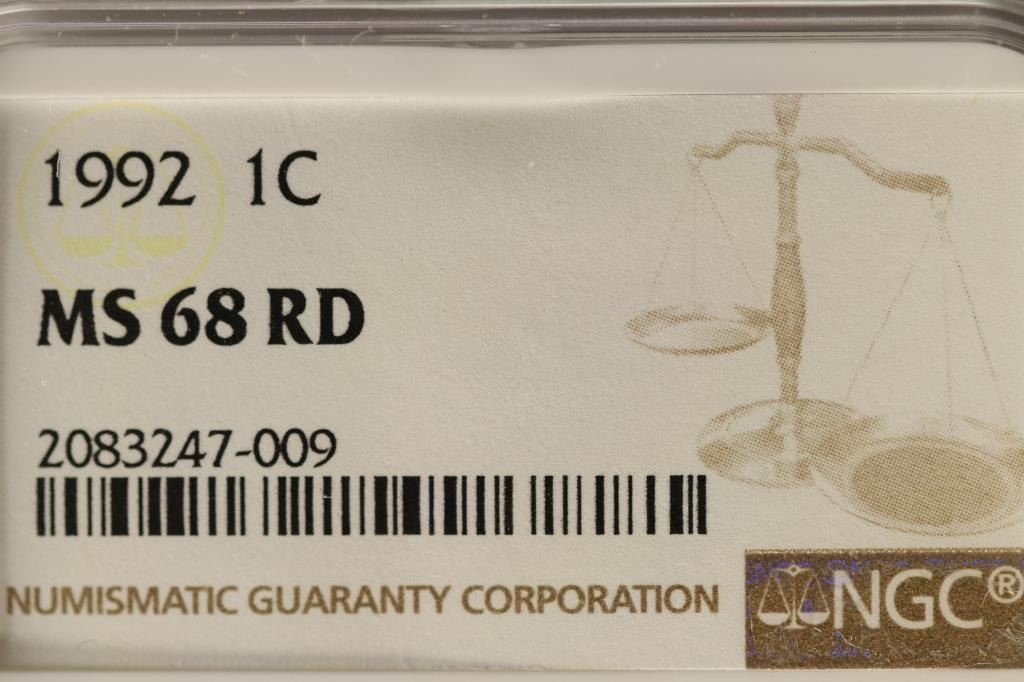 1992 1C
MS 68 RD
2083247-009
NUMISMATIC GUARANTY CORPORATION
NGC®